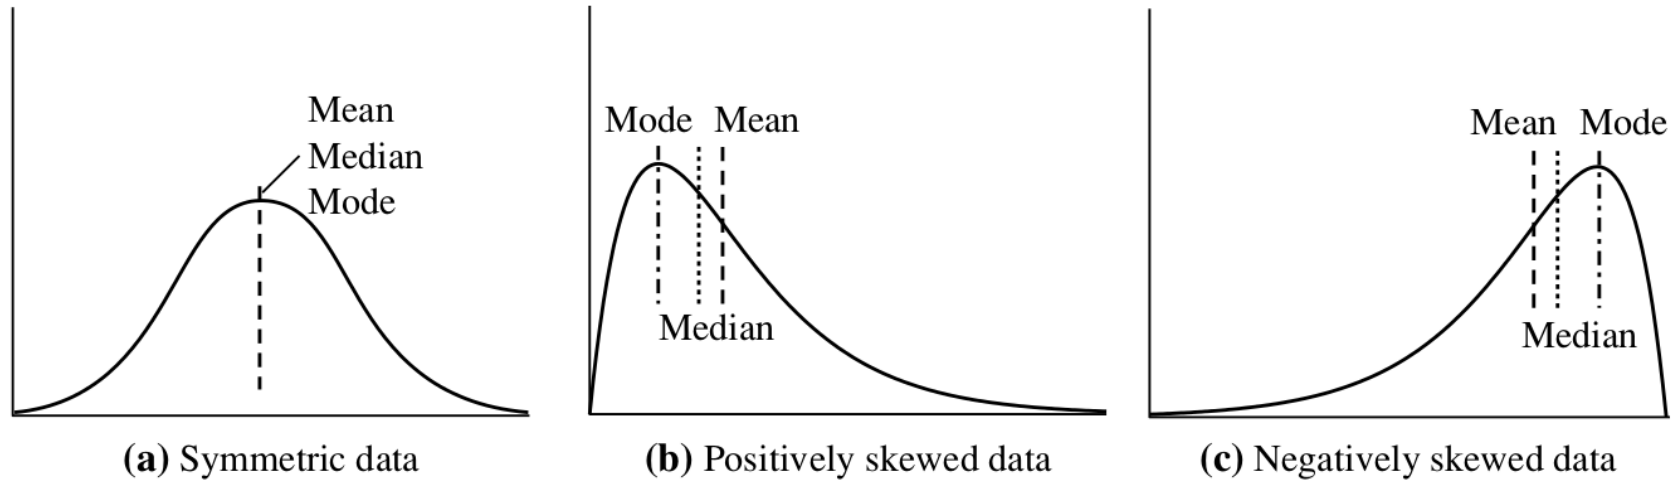 Mean
Median
Mode
(a) Symmetric data
Mode Mean
Median
(b) Positively skewed data
Mean Mode
Median
(c) Negatively skewed data